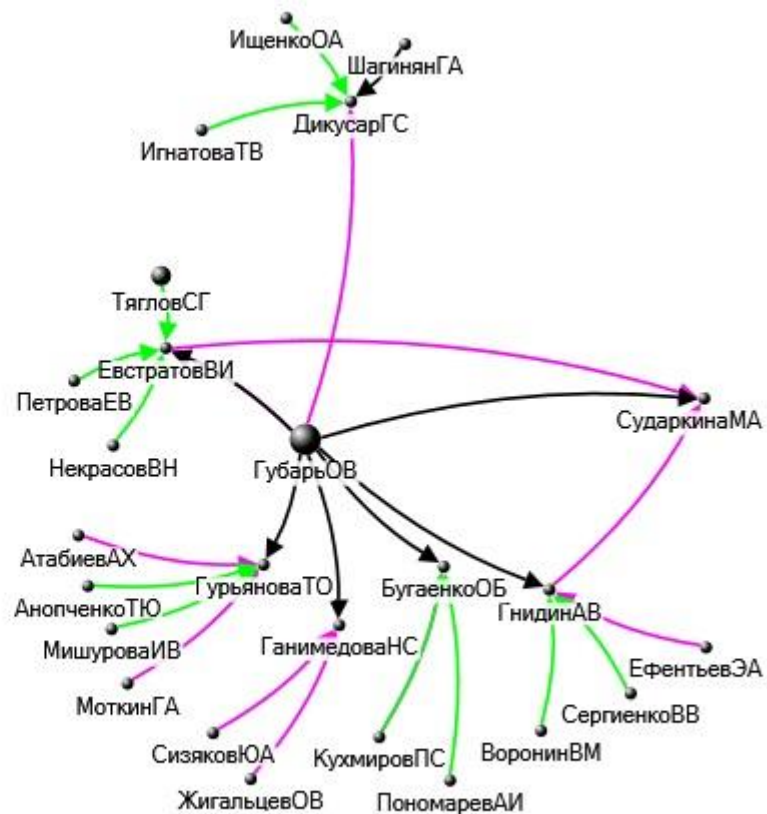 ИщенкоОА
ШагинянГА
ДикусарГС
ИгнатоваТВ
ТягловСГ
ЕвстратовВИ
ПетроваЕВ
СударкинаМА
НекрасовВН
ГубарьОВ
АтабиевАХ
ГурьяноваТО
БугаенкоОБ
АнопченкоТЮ
ГнидинАВ
МишуроваИВ
ГанимедоваНС
ЕфентьевЭА
МоткинГА
СергиенкоВВ
СизяковЮА
КухмировПС
ВоронинВМ
ЖигальцевОВ
ПономаревАИ